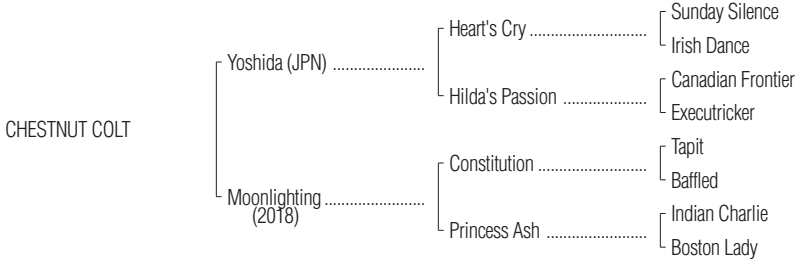 Sunday Silence
Heart's Cry ..........................
Irish Dance
Yoshida (JPN) .....................
Canadian Frontier
Hilda's Passion ...................
Executricker
CHESTNUT COLT
Tapit
Constitution ........................
Baffled
Moonlighting .......................
(2018)
Indian Charlie
Princess Ash .......................
Boston Lady